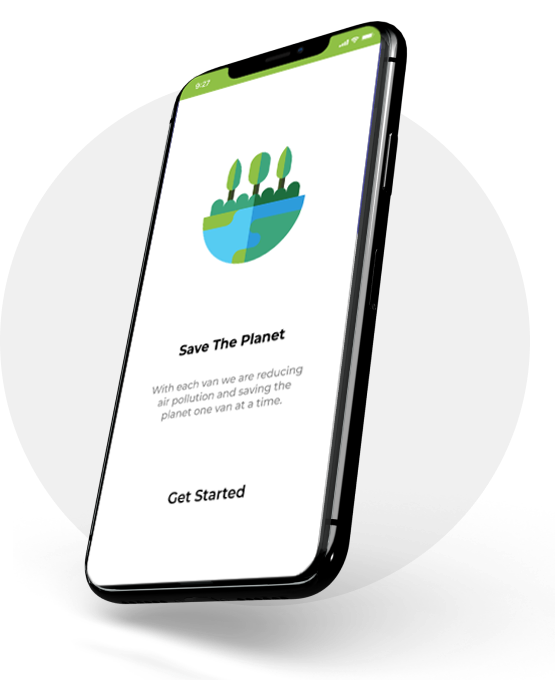 9:27
Save The Planet
With each van we are reducing
air pollution and saving the
planet one van at a time.
Get Started